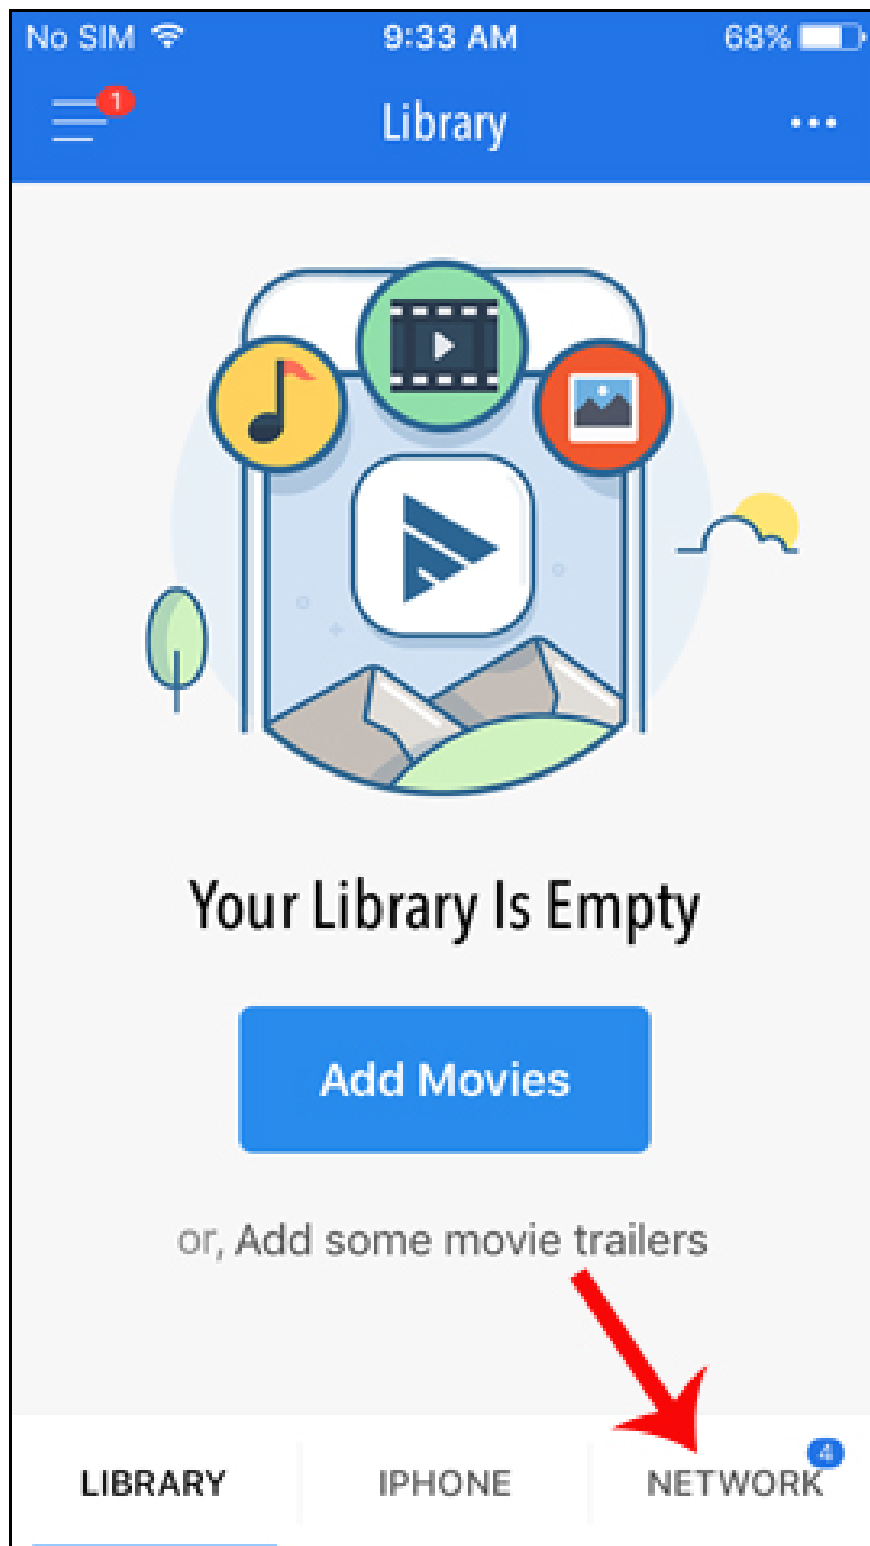 No SIM 9:33 AM 68%
1
Library
Your Library Is Empty
Add Movies
or, Add some movie trailers
4
LIBRARY IPHONE NETWORK